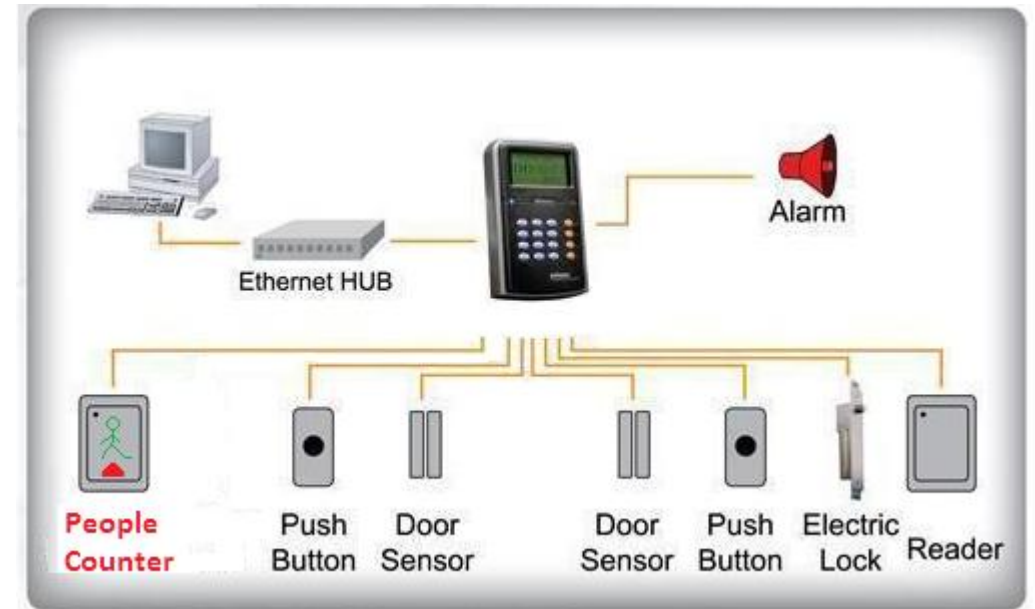 Alarm
Ethernet HUB
People
Counter
Push
Button
Door
Sensor
Door
Sensor
Push
Button
Electric
Lock
Reader